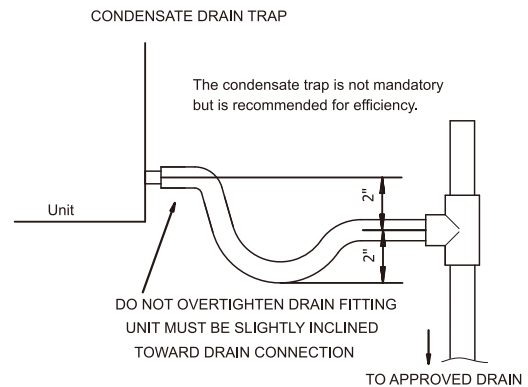 CONDENSATE DRAIN TRAP
The condensate trap is not mandatory
but is recommended for efficiency.
Unit
2"
2"
DO NOT OVERTIGHTEN DRAIN FITTING
UNIT MUST BE SLIGHTLY INCLINED
TOWARD DRAIN CONNECTION
TO APPROVED DRAIN